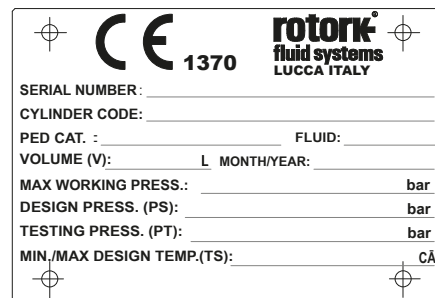 CE 1370 rotork
fluid systems
LUCCA ITALY
SERIAL NUMBER:
CYLINDER CODE:
PED CAT. : FLUID:
VOLUME (V): L MONTH/YEAR:
MAX WORKING PRESS.: bar
DESIGN PRESS. (PS): bar
TESTING PRESS. (PT): bar
MIN./MAX DESIGN TEMP.(TS): CÃ